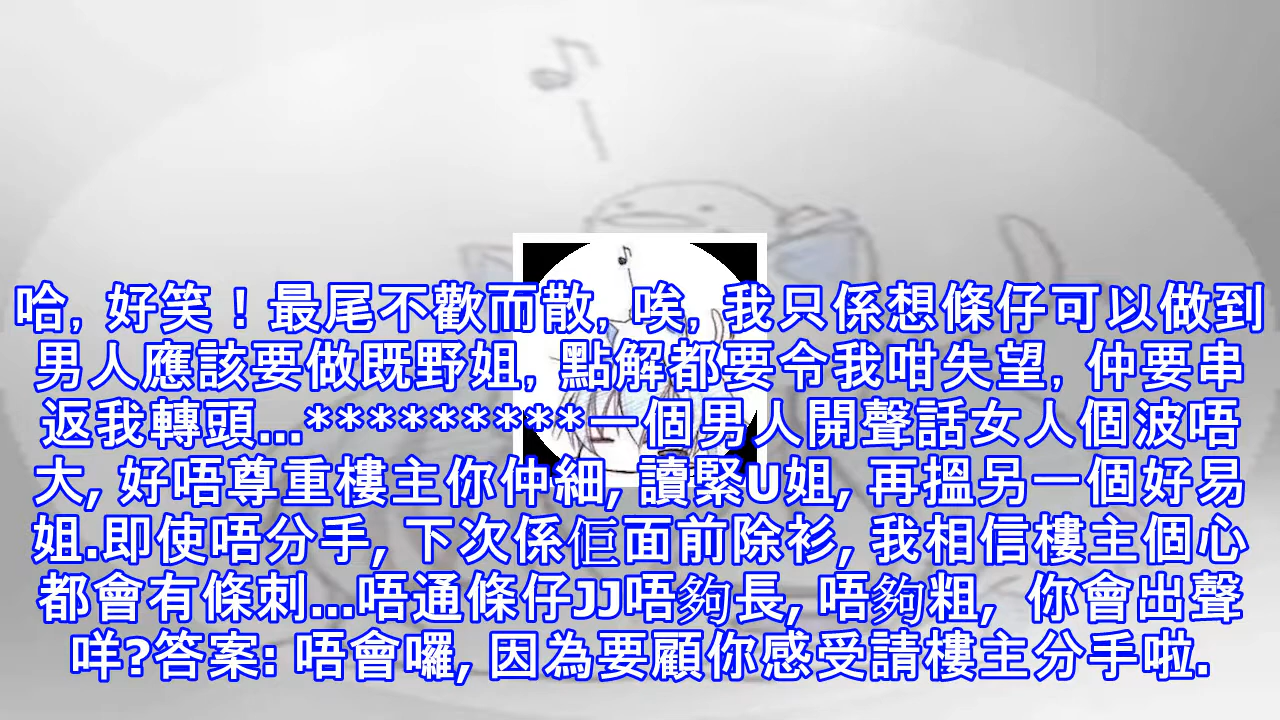 哈, 好笑！最尾不歡而散, 唉, 我只係想條仔可以做到
男人應該要做既野姐, 點解都要令我咁失望, 仲要串
返我轉頭...*********一個男人開聲話女人個波唔
大, 好唔尊重樓主你仲細, 讀緊U姐, 再搵另一個好易
姐.即使唔分手, 下次係佢面前除衫, 我相信樓主個心
都會有條刺...唔通條仔JJ唔夠長, 唔夠粗, 你會出聲
咩?答案: 唔會囉, 因為要顧你感受請樓主分手啦.